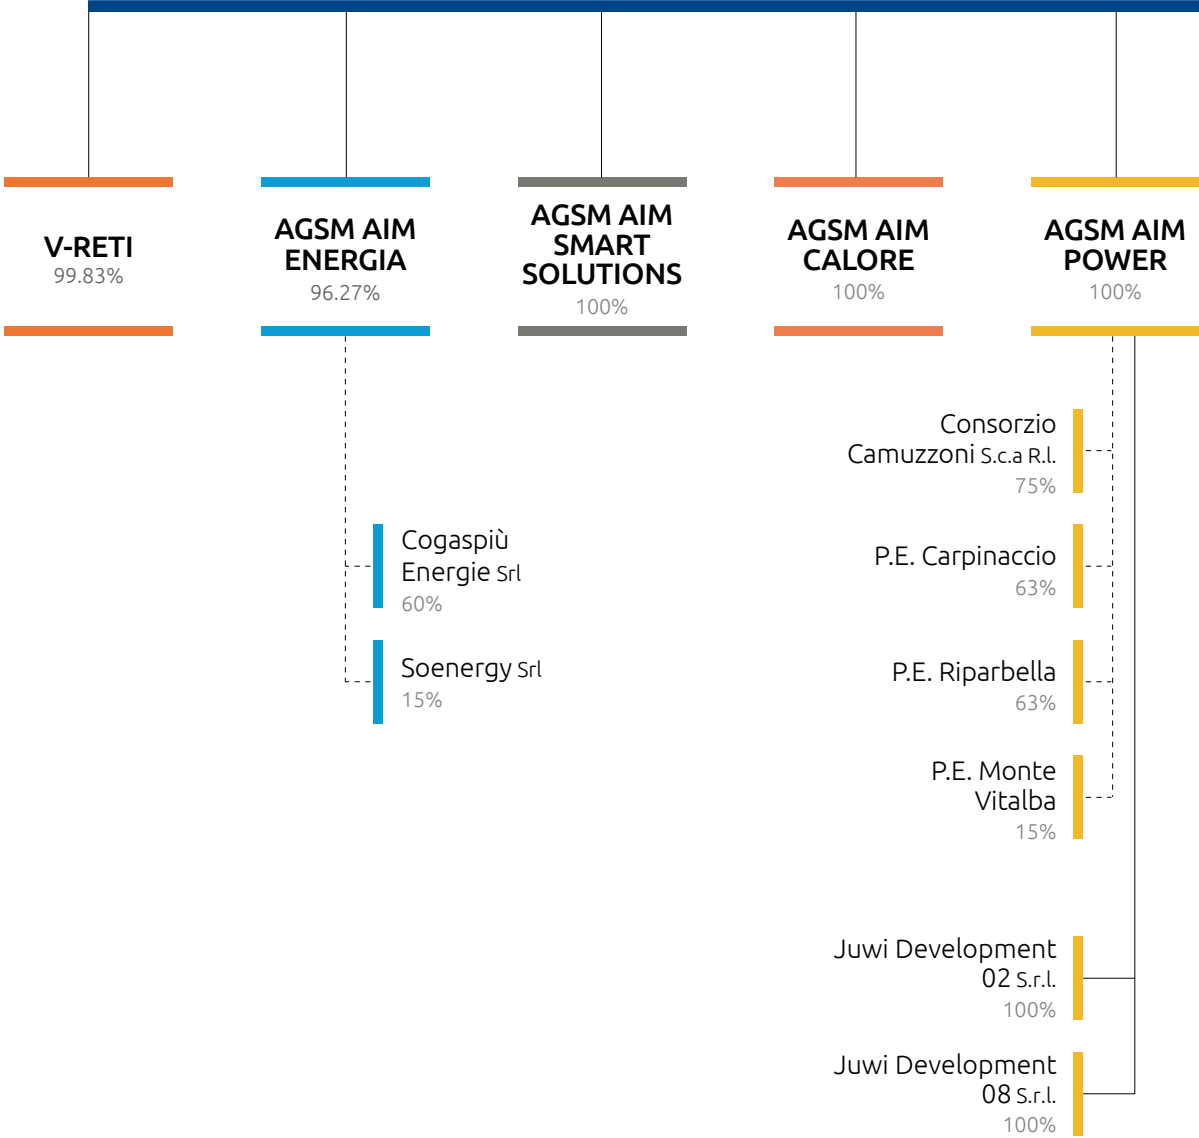 V-RETI
99.83%
AGSM AIM
ENERGIA
96.27%
AGSM AIM
SMART
SOLUTIONS
100%
AGSM AIM
CALORE
100%
AGSM AIM
POWER
100%
Cogaspiù
Energie Srl
60%
Soenergy Srl
15%
Consorzio
Camuzzoni S.c.a R.l.
75%
P.E. Carpinaccio
63%
P.E. Riparbella
63%
P.E. Monte
Vitalba
15%
Juwi Development
02 S.r.l.
100%
Juwi Development
08 S.r.l.
100%